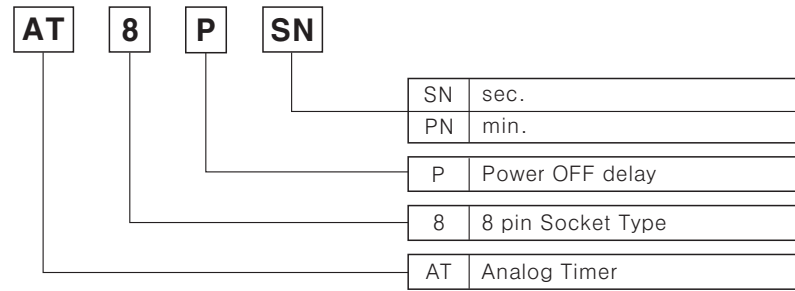 AT 8 P SN
SN sec.
PN min.
P Power OFF delay
8 8 pin Socket Type
AT Analog Timer